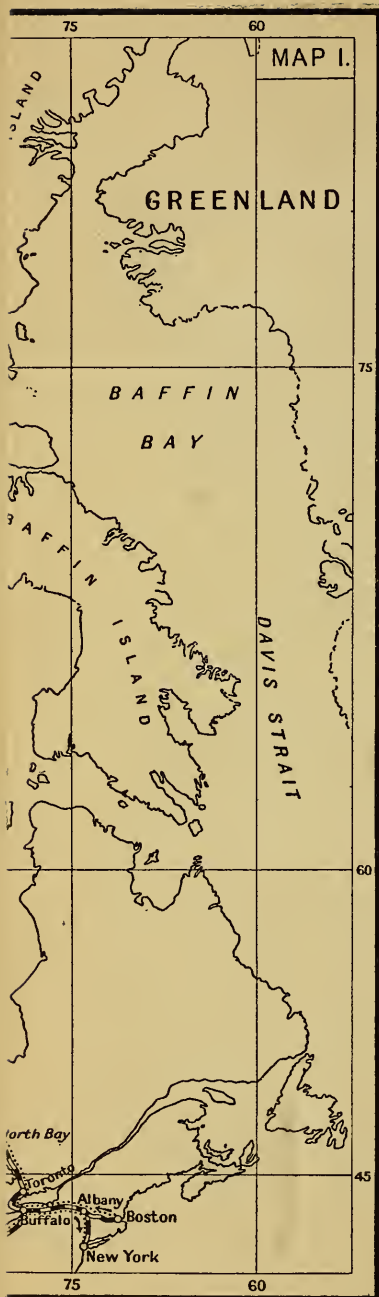 75
60
MAP I.
ISLAND
GREENLAND
75
BAFFIN
BAY
BAFFIN
ISLAND
DAVIS STRAIT
60
orth Bay
45
Toronto
Albany
Buffalo
Boston
New York
75
60